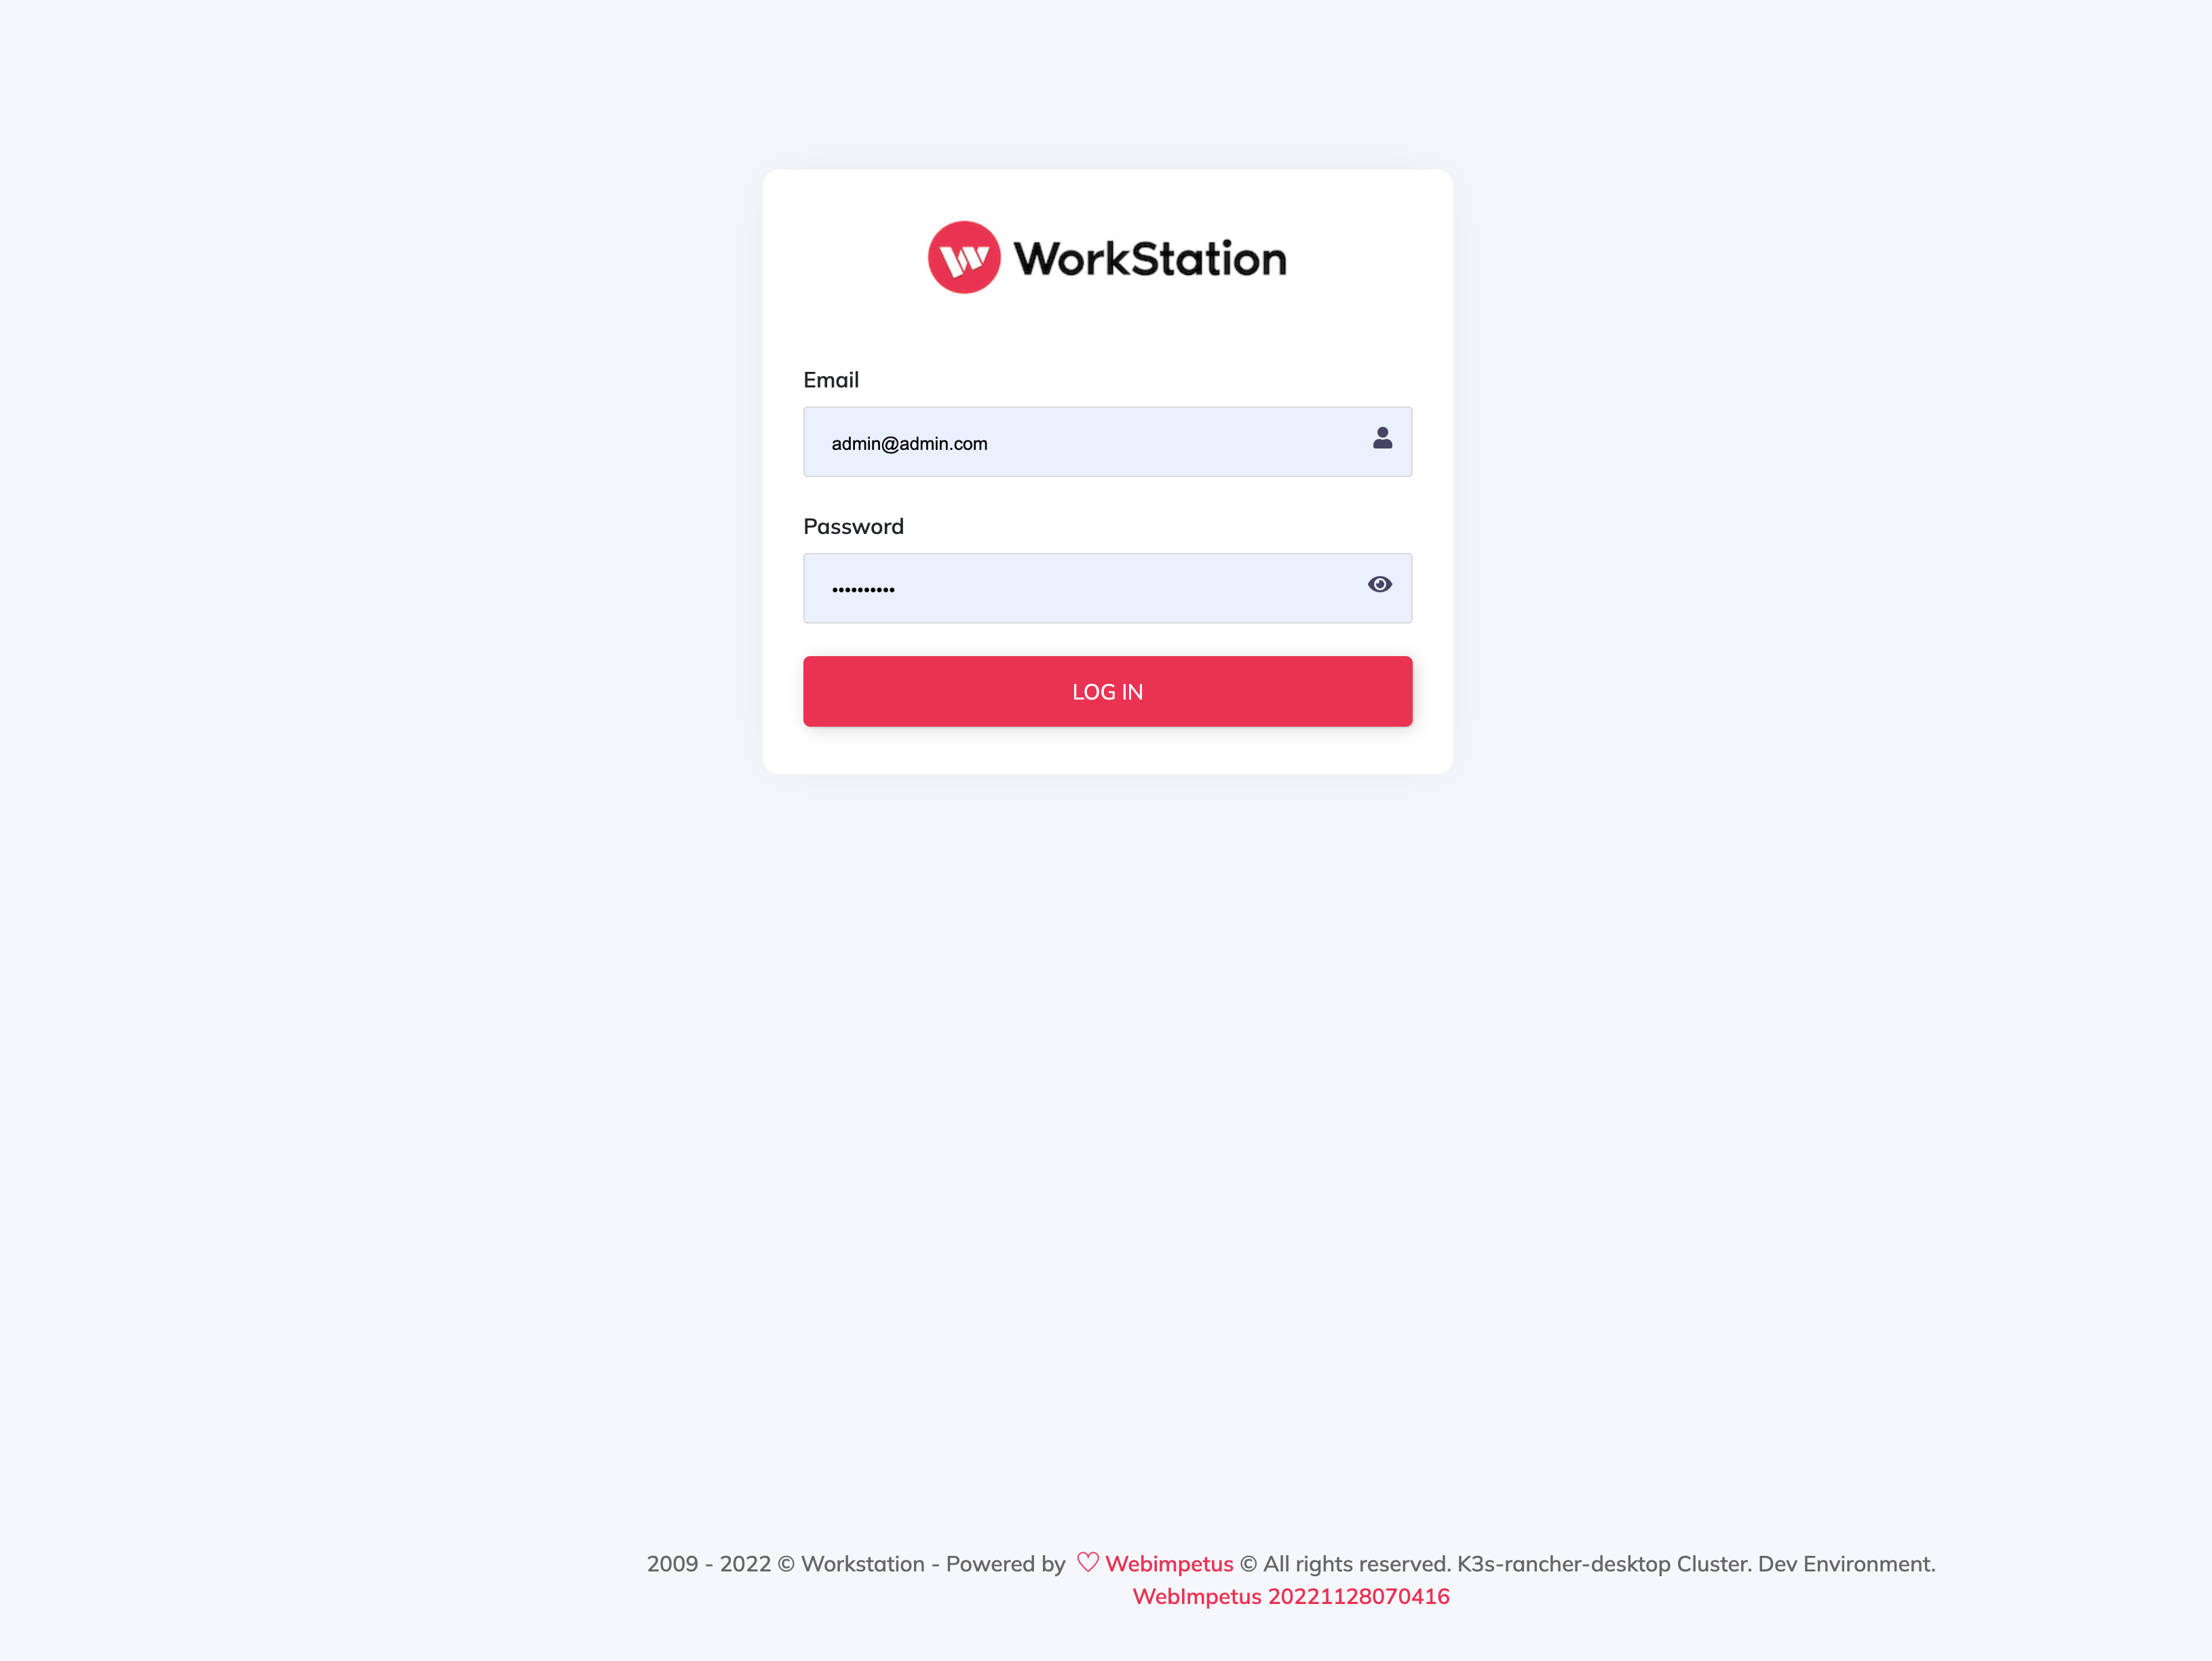 WorkStation
Email
admin@admin.com
Password
••••••••••
LOG IN
2009 - 2022 © Workstation - Powered by ♡ Webimpetus © All rights reserved. K3s-rancher-desktop Cluster. Dev Environment.
WebImpetus 20221128070416